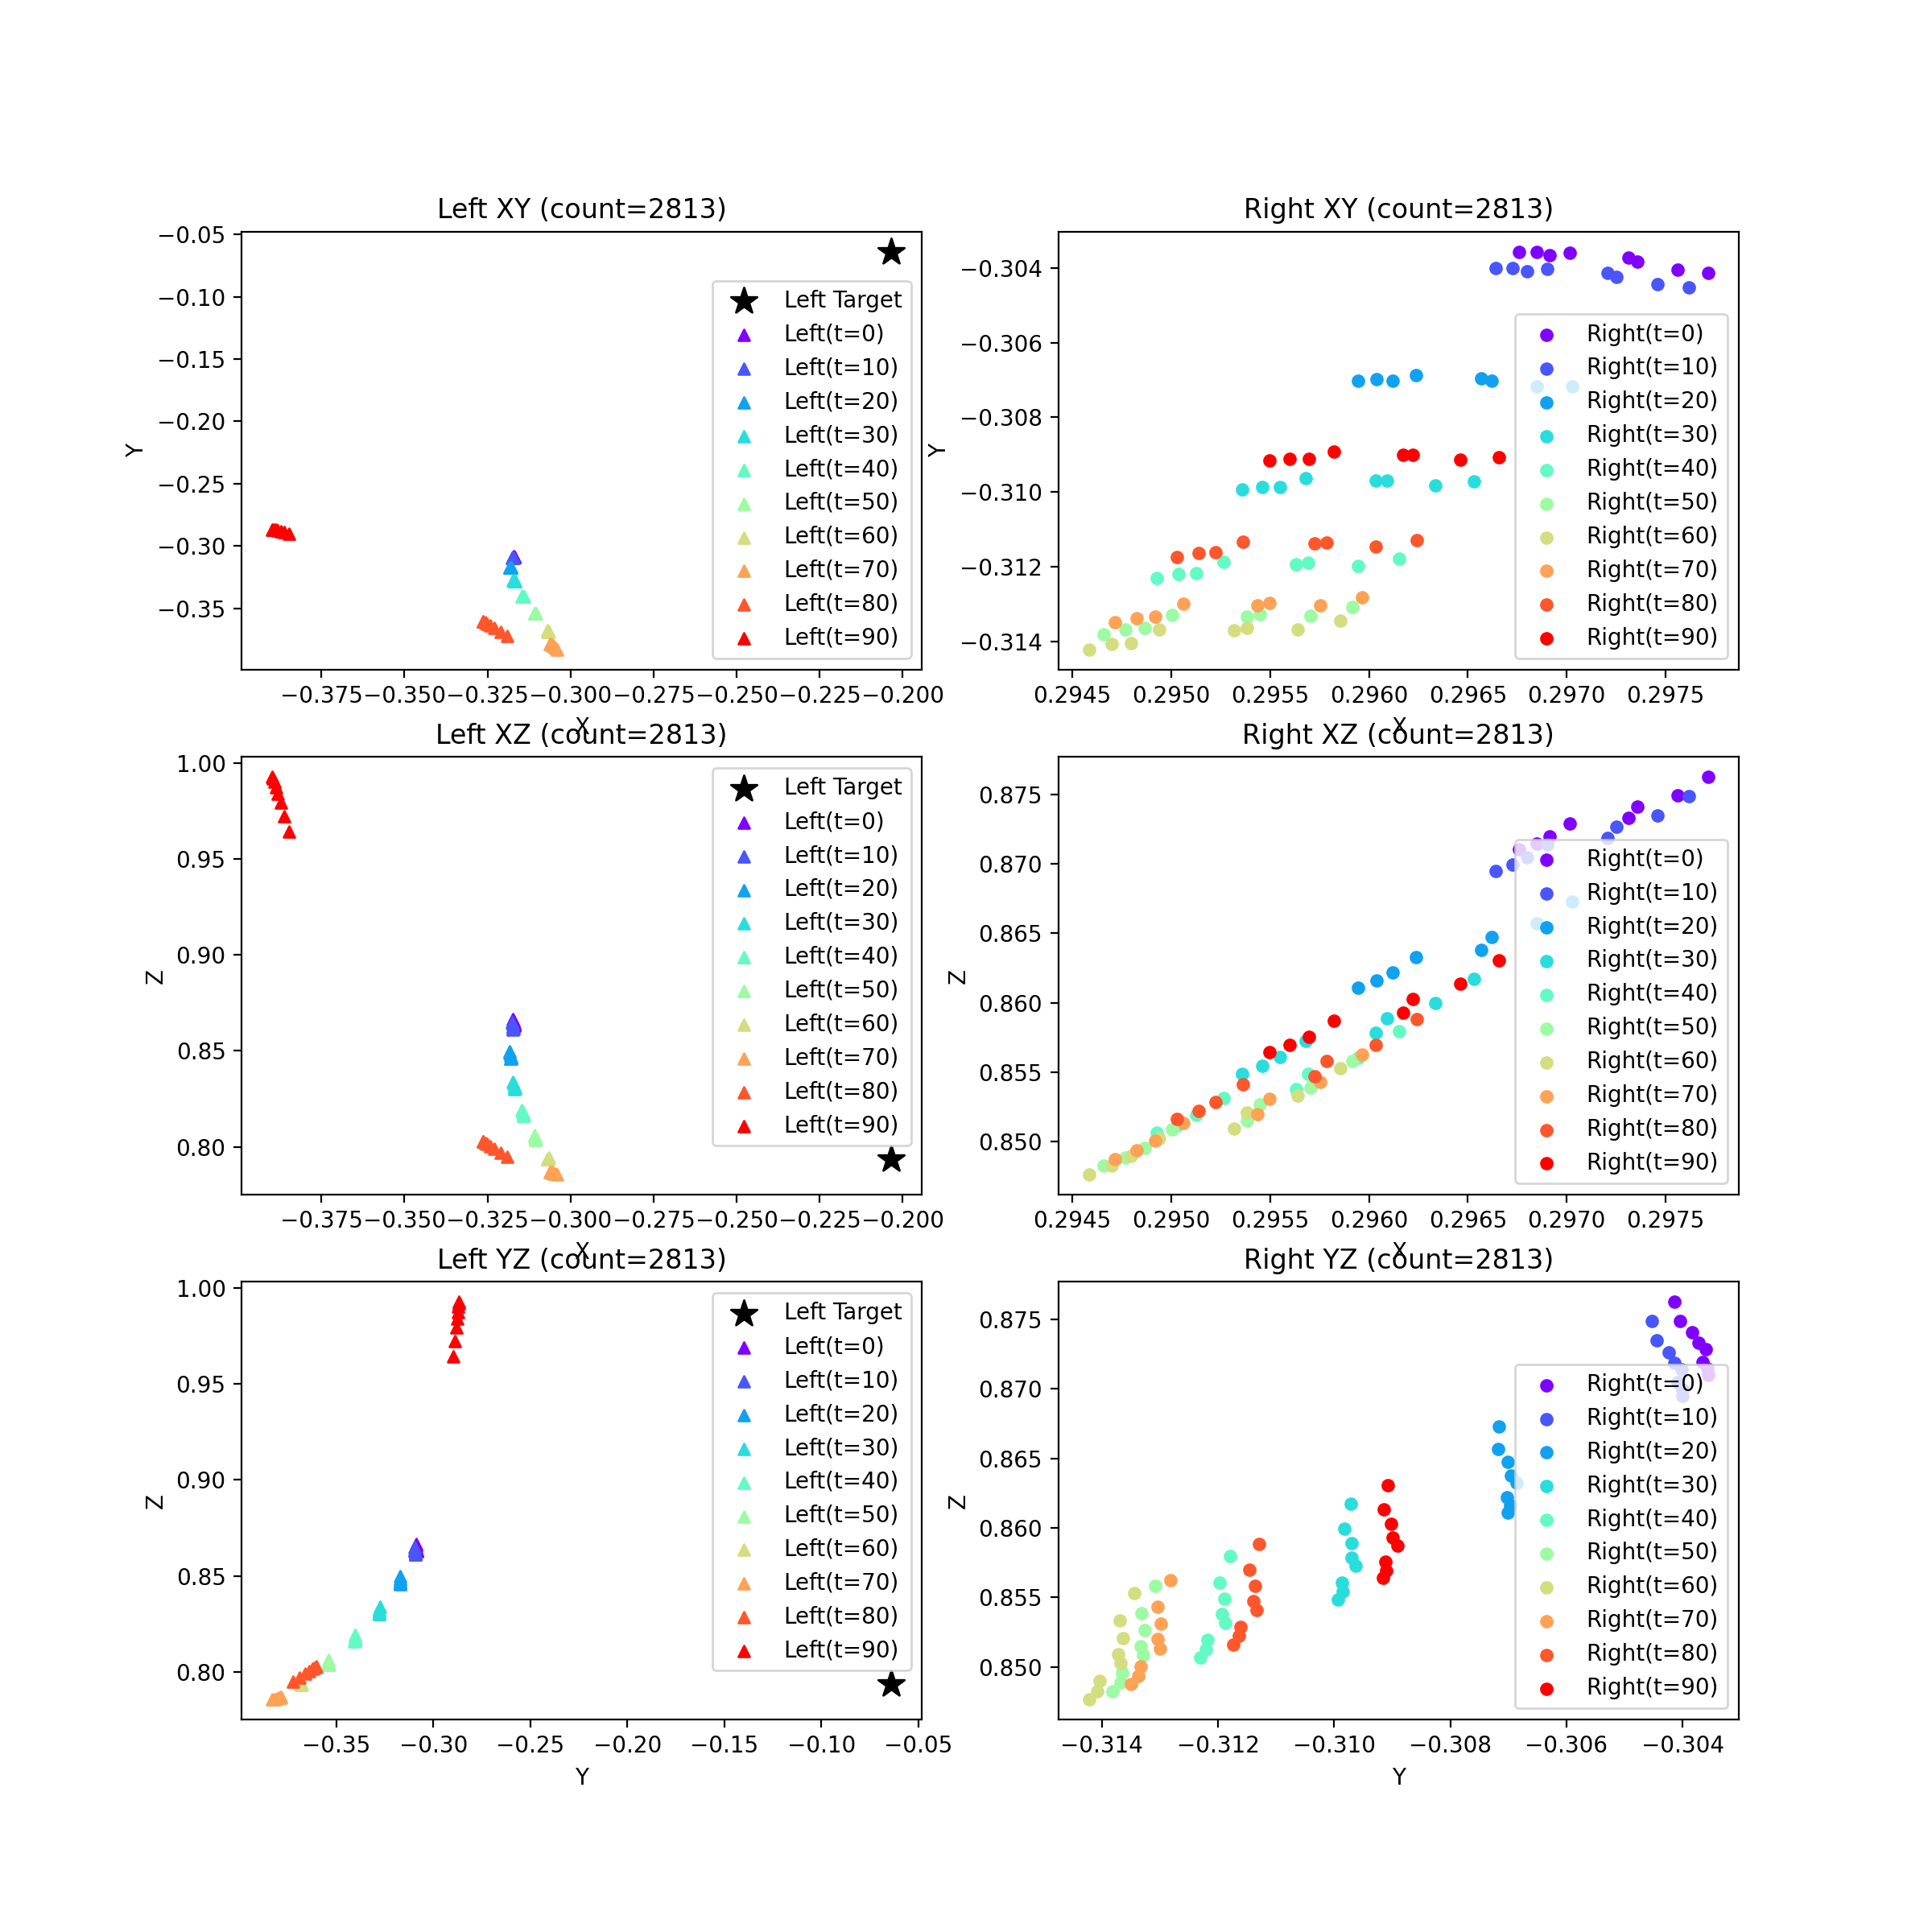 Left XY (count=2813)
−0.05
−0.10
−0.15
−0.20
−0.25
−0.30
−0.35
Y
Left Target
Left(t=0)
Left(t=10)
Left(t=20)
Left(t=30)
Left(t=40)
Left(t=50)
Left(t=60)
Left(t=70)
Left(t=80)
Left(t=90)
−0.375 −0.350 −0.325 −0.300 −0.275 −0.250 −0.225 −0.200
X
Right XY (count=2813)
−0.304
−0.306
−0.308
−0.310
−0.312
−0.314
Y
Right(t=0)
Right(t=10)
Right(t=20)
Right(t=30)
Right(t=40)
Right(t=50)
Right(t=60)
Right(t=70)
Right(t=80)
Right(t=90)
0.2945 0.2950 0.2955 0.2960 0.2965 0.2970 0.2975
X
Left XZ (count=2813)
1.00
0.95
0.90
0.85
0.80
Z
Left Target
Left(t=0)
Left(t=10)
Left(t=20)
Left(t=30)
Left(t=40)
Left(t=50)
Left(t=60)
Left(t=70)
Left(t=80)
Left(t=90)
−0.375 −0.350 −0.325 −0.300 −0.275 −0.250 −0.225 −0.200
X
Right XZ (count=2813)
0.875
0.870
0.865
0.860
0.855
0.850
Z
Right(t=0)
Right(t=10)
Right(t=20)
Right(t=30)
Right(t=40)
Right(t=50)
Right(t=60)
Right(t=70)
Right(t=80)
Right(t=90)
0.2945 0.2950 0.2955 0.2960 0.2965 0.2970 0.2975
X
Left YZ (count=2813)
1.00
0.95
0.90
0.85
0.80
Z
Left Target
Left(t=0)
Left(t=10)
Left(t=20)
Left(t=30)
Left(t=40)
Left(t=50)
Left(t=60)
Left(t=70)
Left(t=80)
Left(t=90)
−0.35 −0.30 −0.25 −0.20 −0.15 −0.10 −0.05
Y
Right YZ (count=2813)
0.875
0.870
0.865
0.860
0.855
0.850
Z
Right(t=0)
Right(t=10)
Right(t=20)
Right(t=30)
Right(t=40)
Right(t=50)
Right(t=60)
Right(t=70)
Right(t=80)
Right(t=90)
−0.314 −0.312 −0.310 −0.308 −0.306 −0.304
Y